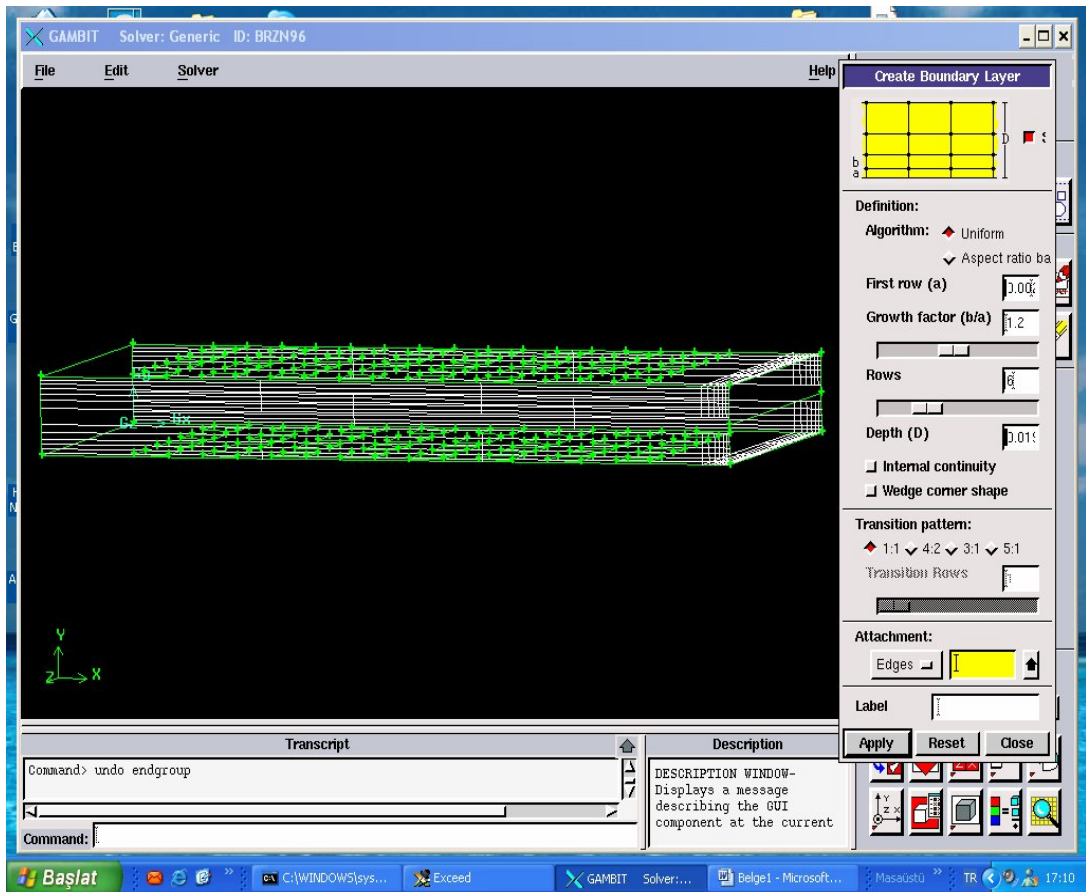 GAMBIT Solver: Generic ID: BRZN96
File Edit Solver Help
Create Boundary Layer
D
b
a
Definition:
Algorithm: Uniform
Aspect ratio ba
First row (a)
Growth factor (b/a) 1.2
Rows 6
Depth (D)
Internal continuity
Wedge corner shape
Transition pattern:
1:1 4:2 3:1 5:1
Transition Rows
Attachment:
Edges
Label
Apply Reset Close
Gx
Y
Z X
Transcript
Command> undo endgroup
Command:
Description
DESCRIPTION WINDOW-
Displays a message
describing the GUI
component at the current
Başlat C:\WINDOWS\sys... Exceed GAMBIT Solver:... Belge1 - Microsoft... Masaüstü TR 17:10